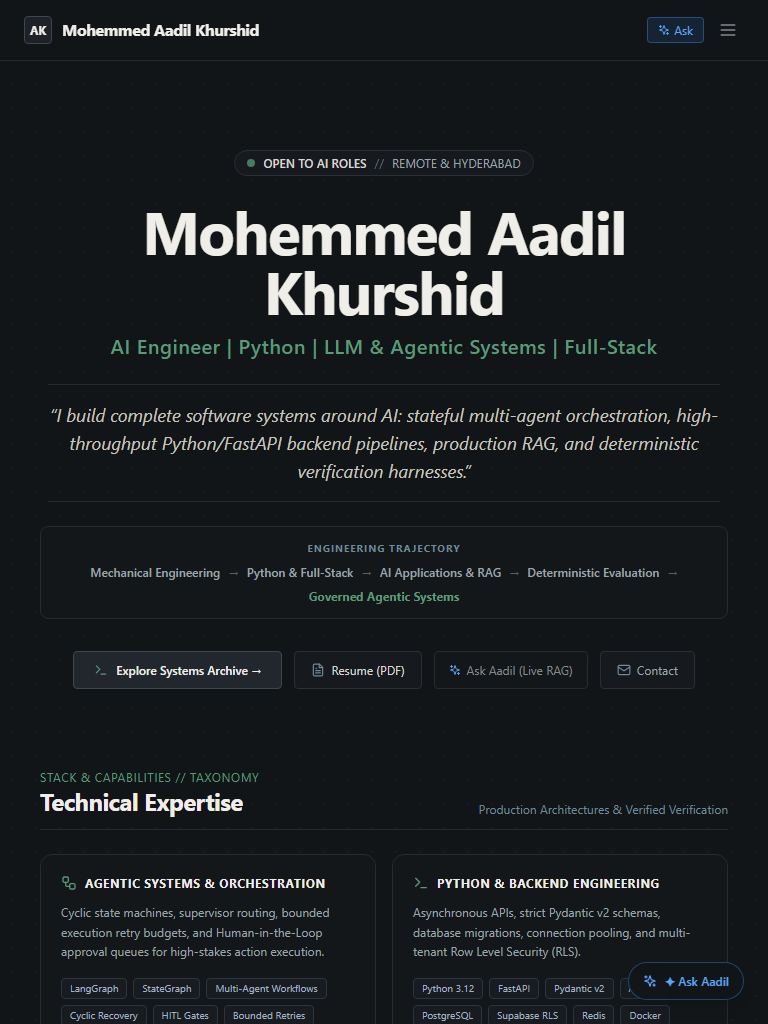 AK Mohemmed Aadil Khurshid Ask
OPEN TO AI ROLES // REMOTE & HYDERABAD
Mohemmed Aadil
Khurshid
AI Engineer | Python | LLM & Agentic Systems | Full-Stack
“I build complete software systems around AI: stateful multi-agent orchestration, high-
throughput Python/FastAPI backend pipelines, production RAG, and deterministic
verification harnesses.”
ENGINEERING TRAJECTORY
Mechanical Engineering → Python & Full-Stack → AI Applications & RAG → Deterministic Evaluation →
Governed Agentic Systems
Explore Systems Archive → Resume (PDF) Ask Aadil (Live RAG) Contact
STACK & CAPABILITIES // TAXONOMY
Technical Expertise
Production Architectures & Verified Verification
AGENTIC SYSTEMS & ORCHESTRATION
Cyclic state machines, supervisor routing, bounded
execution retry budgets, and Human-in-the-Loop
approval queues for high-stakes action execution.
LangGraph StateGraph Multi-Agent Workflows
Cyclic Recovery HITL Gates Bounded Retries
PYTHON & BACKEND ENGINEERING
Asynchronous APIs, strict Pydantic v2 schemas,
database migrations, connection pooling, and multi-
tenant Row Level Security (RLS).
Python 3.12 FastAPI Pydantic v2
PostgreSQL Supabase RLS Redis Docker
✦ Ask Aadil